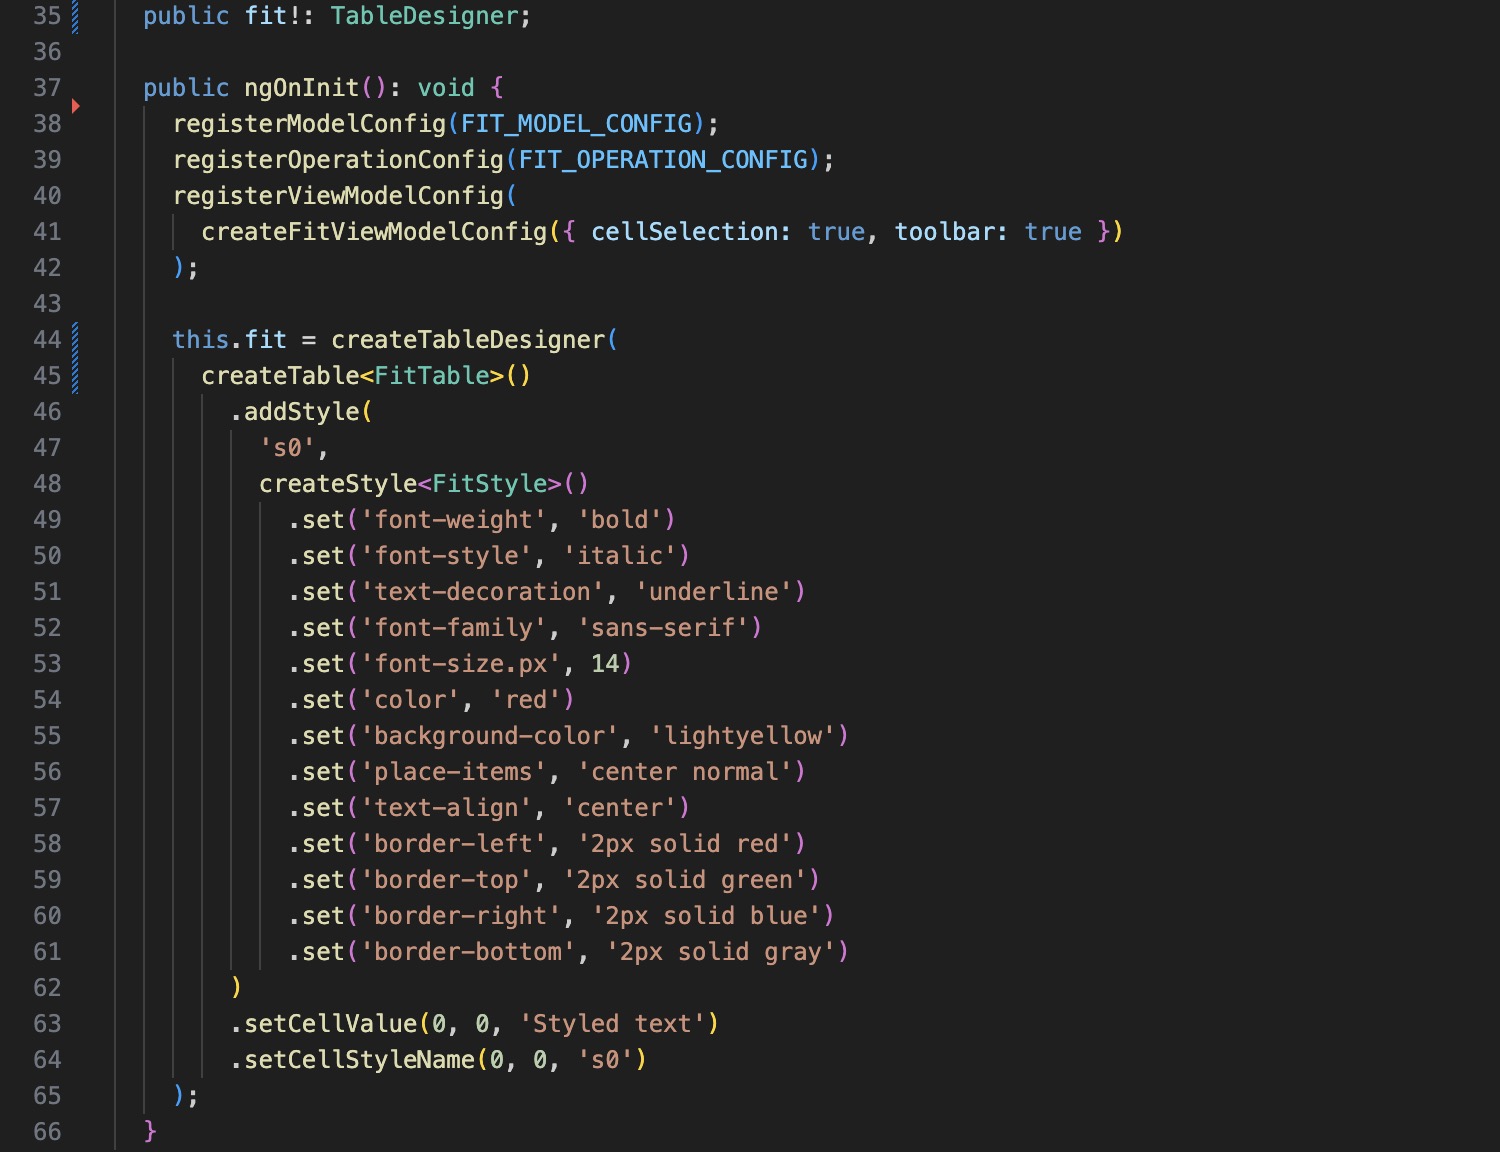 35 public fit!: TableDesigner;
36
37 public ngOnInit(): void {
38 registerModelConfig(FIT_MODEL_CONFIG);
39 registerOperationConfig(FIT_OPERATION_CONFIG);
40 registerViewModelConfig(
41 createFitViewModelConfig({ cellSelection: true, toolbar: true })
42 );
43
44 this.fit = createTableDesigner(
45 createTable<FitTable>()
46 .addStyle(
47 's0',
48 createStyle<FitStyle>()
49 .set('font-weight', 'bold')
50 .set('font-style', 'italic')
51 .set('text-decoration', 'underline')
52 .set('font-family', 'sans-serif')
53 .set('font-size.px', 14)
54 .set('color', 'red')
55 .set('background-color', 'lightyellow')
56 .set('place-items', 'center normal')
57 .set('text-align', 'center')
58 .set('border-left', '2px solid red')
59 .set('border-top', '2px solid green')
60 .set('border-right', '2px solid blue')
61 .set('border-bottom', '2px solid gray')
62 )
63 .setCellValue(0, 0, 'Styled text')
64 .setCellStyleName(0, 0, 's0')
65 );
66 }